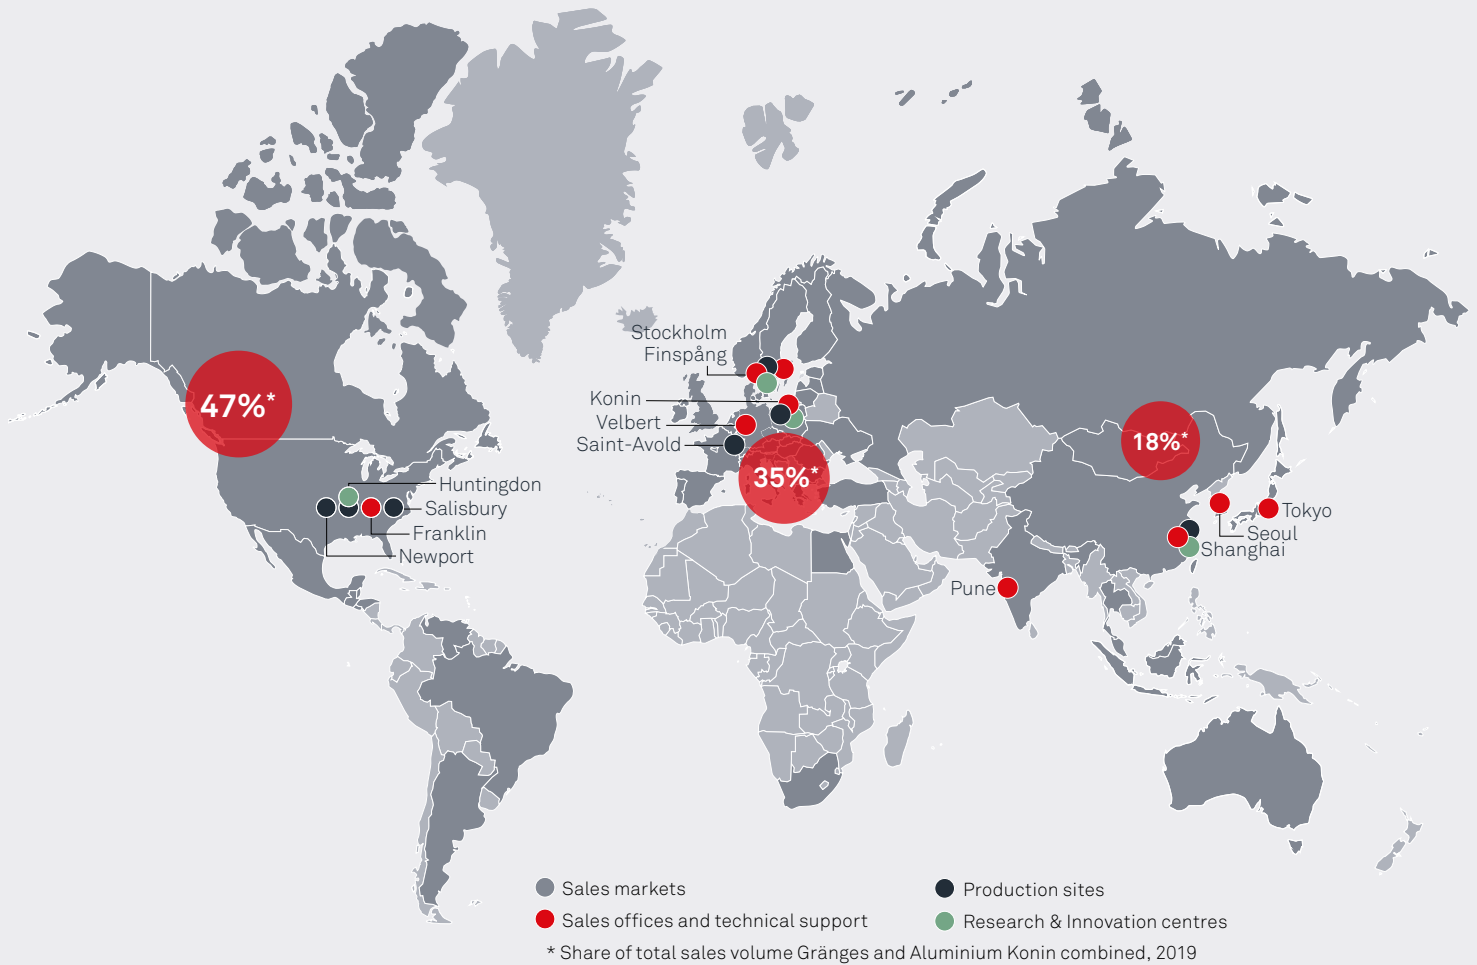 Stockholm
Finspång
Konin
Velbert
Saint-Avold
47%*
35%*
18%*
Huntingdon
Salisbury
Franklin
Newport
Tokyo
Seoul
Shanghai
Pune
Sales markets
Sales offices and technical support
Production sites
Research & Innovation centres
* Share of total sales volume Gränges and Aluminium Konin combined, 2019